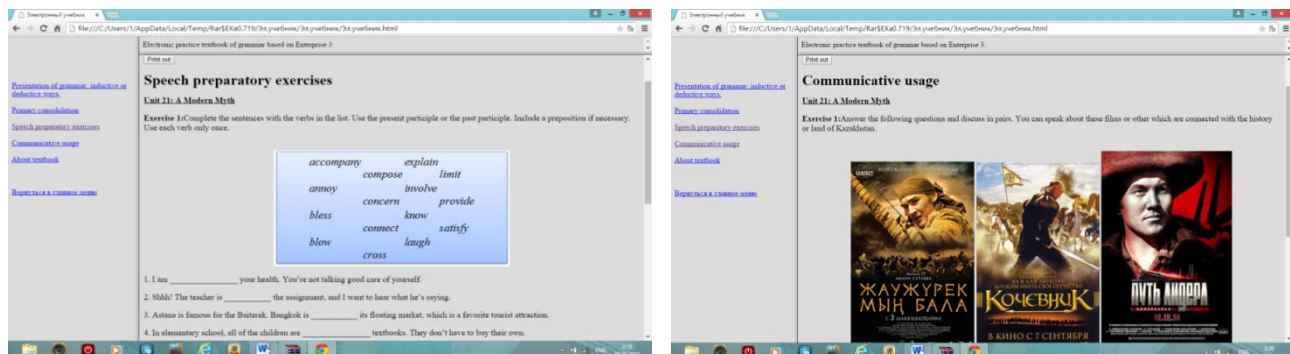 Электронный учебник
file:///C:/Users/1/AppData/Local/Temp/Rar$EXa0.719/Эл.учебник/Эл.учебник/Эл.учебник.html
Electronic practice textbook of grammar based on Enterprise 3
Print out
Presentation of grammar: inductive or
deductive ways.
Primary consolidation
Speech preparatory exercises
Communicative usage
About textbook
Вернуться в главное меню
Speech preparatory exercises
Unit 21: A Modern Myth
Exercise 1:Complete the sentences with the verbs in the list. Use the present participle or the past participle. Include a preposition if necessary.
Use each verb only once.
accompany explain
compose limit
annoy involve
concern provide
bless know
connect satisfy
blow laugh
cross
1. I am ____________ your health. You're not talking good care of yourself.
2. Shhh! The teacher is ____________ the assignment, and I want to hear what he's saying.
3. Astana is famous for the Baiterek. Bangkok is ____________ its floating market, which is a favorite tourist attraction.
4. In elementary school, all of the children are __________________ textbooks. They don't have to buy their own.
ENG
Электронный учебник
file:///C:/Users/1/AppData/Local/Temp/Rar$EXa0.719/Эл.учебник/Эл.учебник/Эл.учебник.html
Electronic practice textbook of grammar based on Enterprise 3
Print out
Presentation of grammar: inductive or
deductive ways.
Primary consolidation
Speech preparatory exercises
Communicative usage
About textbook
Вернуться в главное меню
Communicative usage
Unit 21: A Modern Myth
Exercise 1:Answer the following questions and discuss in pairs. You can speak about these films or other which are connected with the history
or land of Kazakhstan.
ЖАУЖҮРЕК
МЫҢ БАЛА
КОЧЕВНИК
В КИНО С 7 СЕНТЯБРЯ
ПУТЬ ЛИДЕРА
ENG